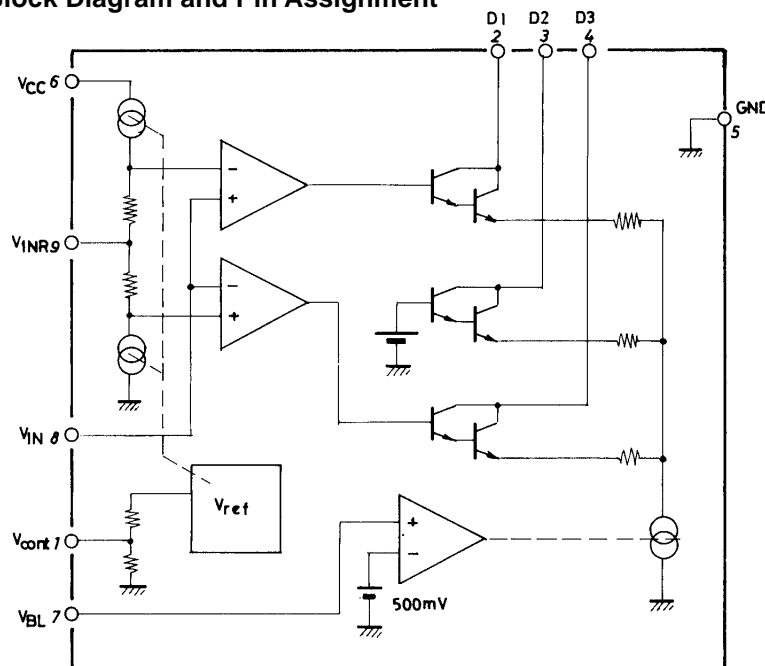 Block Diagram and Pin Assignment
D1 D2 D3
2 3 4
VCC 6
GND
5
- 
+
VINR 9
-
+
VIN 8
Vref
Vcont 1
+
-
500mV
VBL 7